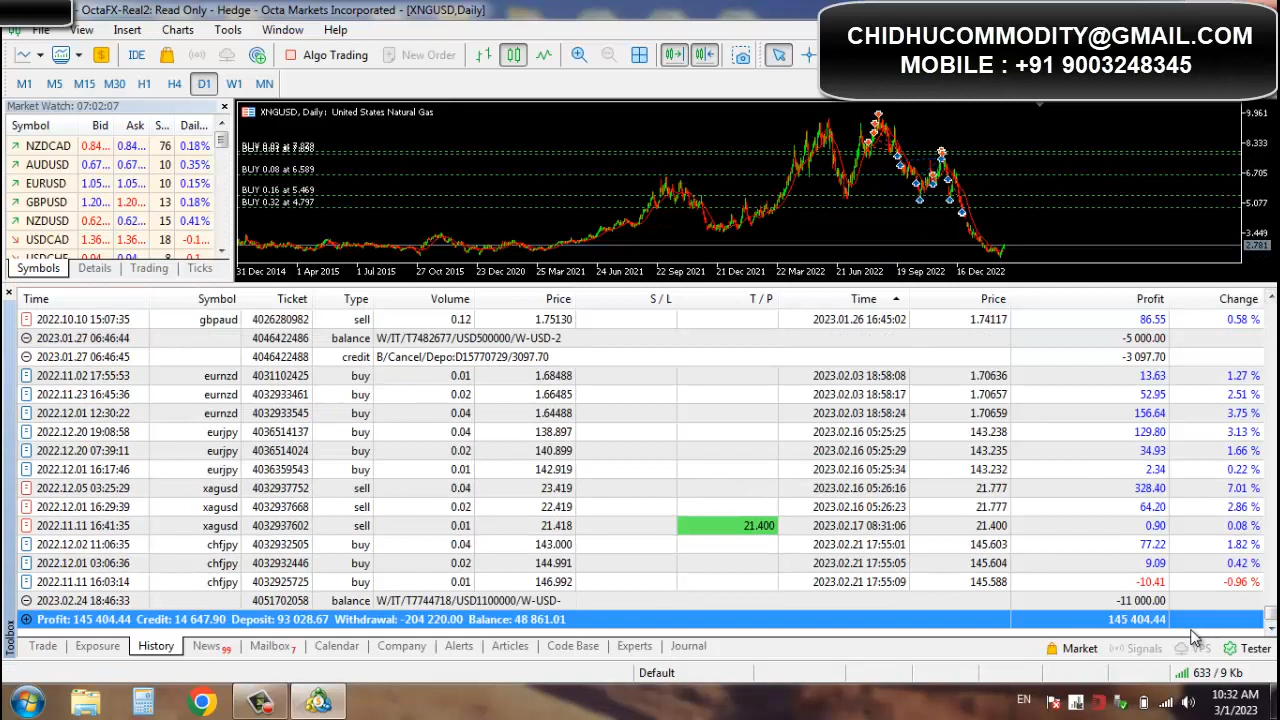 OctaFX-Real2: Read Only - Hedge - Octa Markets Incorporated - [XNGUSD,Daily]
CHIDHUCOMMODITY@GMAIL.COM
MOBILE : +91 9003248345
File View Insert Charts Tools Window Help
IDE Algo Trading New Order
M1 M5 M15 M30 H1 H4 D1 W1 MN
Market Watch: 07:02:07
Symbol Bid Ask S... Dail...
NZDCAD 0.84... 0.84... 76 0.18%
AUDUSD 0.67... 0.67... 10 0.35%
EURUSD 1.05... 1.05... 10 0.15%
GBPUSD 1.20... 1.20... 13 0.18%
NZDUSD 0.62... 0.62... 15 0.41%
USDCAD 1.36... 1.36... 18 -0.1...
Symbols Details Trading Ticks
XNGUSD, Daily: United States Natural Gas
BUY 0.08 at 6.589
BUY 0.16 at 5.469
BUY 0.32 at 4.797
9.961
8.333
6.705
5.077
3.449
2.781
31 Dec 2014 1 Apr 2015 1 Jul 2015 27 Oct 2015 23 Dec 2020 25 Mar 2021 24 Jun 2021 22 Sep 2021 21 Dec 2021 22 Mar 2022 21 Jun 2022 19 Sep 2022 16 Dec 2022
Time Symbol Ticket Type Volume Price S / L T / P Time Price Profit Change
2022.10.10 15:07:35 gbpaud 4026280982 sell 0.12 1.75130 2023.01.26 16:45:02 1.74117 86.55 0.58 %
2023.01.27 06:46:44 4046422486 balance W/IT/T7482677/USD500000/W-USD-2 -5 000.00
2023.01.27 06:46:45 4046422488 credit B/Cancel/Depo:D15770729/3097.70 -3 097.70
2022.11.02 17:55:53 eurnzd 4031102425 buy 0.01 1.68488 2023.02.03 18:58:08 1.70636 13.63 1.27 %
2022.11.23 16:45:36 eurnzd 4032933461 buy 0.02 1.66485 2023.02.03 18:58:17 1.70657 52.95 2.51 %
2022.12.01 12:30:22 eurnzd 4032933545 buy 0.04 1.64488 2023.02.03 18:58:24 1.70659 156.64 3.75 %
2022.12.20 19:08:58 eurjpy 4036514137 buy 0.04 138.897 2023.02.16 05:25:25 143.238 129.80 3.13 %
2022.12.20 07:39:11 eurjpy 4036514024 buy 0.02 140.899 2023.02.16 05:25:29 143.235 34.93 1.66 %
2022.12.01 16:17:46 eurjpy 4036359543 buy 0.01 142.919 2023.02.16 05:25:34 143.232 2.34 0.22 %
2022.12.05 03:25:29 xagusd 4032937752 sell 0.04 23.419 2023.02.16 05:26:16 21.777 328.40 7.01 %
2022.12.01 16:29:39 xagusd 4032937668 sell 0.02 22.419 2023.02.16 05:26:23 21.777 64.20 2.86 %
2022.11.11 16:41:35 xagusd 4032937602 sell 0.01 21.418 21.400 2023.02.17 08:31:06 21.400 0.90 0.08 %
2022.12.02 11:06:35 chfjpy 4032932505 buy 0.04 143.000 2023.02.21 17:55:01 145.603 77.22 1.82 %
2022.12.01 03:06:36 chfjpy 4032932446 buy 0.02 144.991 2023.02.21 17:55:05 145.604 9.09 0.42 %
2022.11.11 16:03:14 chfjpy 4032925725 buy 0.01 146.992 2023.02.21 17:55:09 145.588 -10.41 -0.96 %
2023.02.24 18:46:33 4051702058 balance W/IT/T7744718/USD1100000/W-USD- -11 000.00
Profit: 145 404.44 Credit: 14 647.90 Deposit: 93 028.67 Withdrawal: -204 220.00 Balance: 48 861.01 145 404.44
Toolbox
Trade Exposure History News 99 Mailbox 7 Calendar Company Alerts Articles Code Base Experts Journal Market Signals VPS Tester
Default 633 / 9 Kb
EN 10:32 AM
3/1/2023